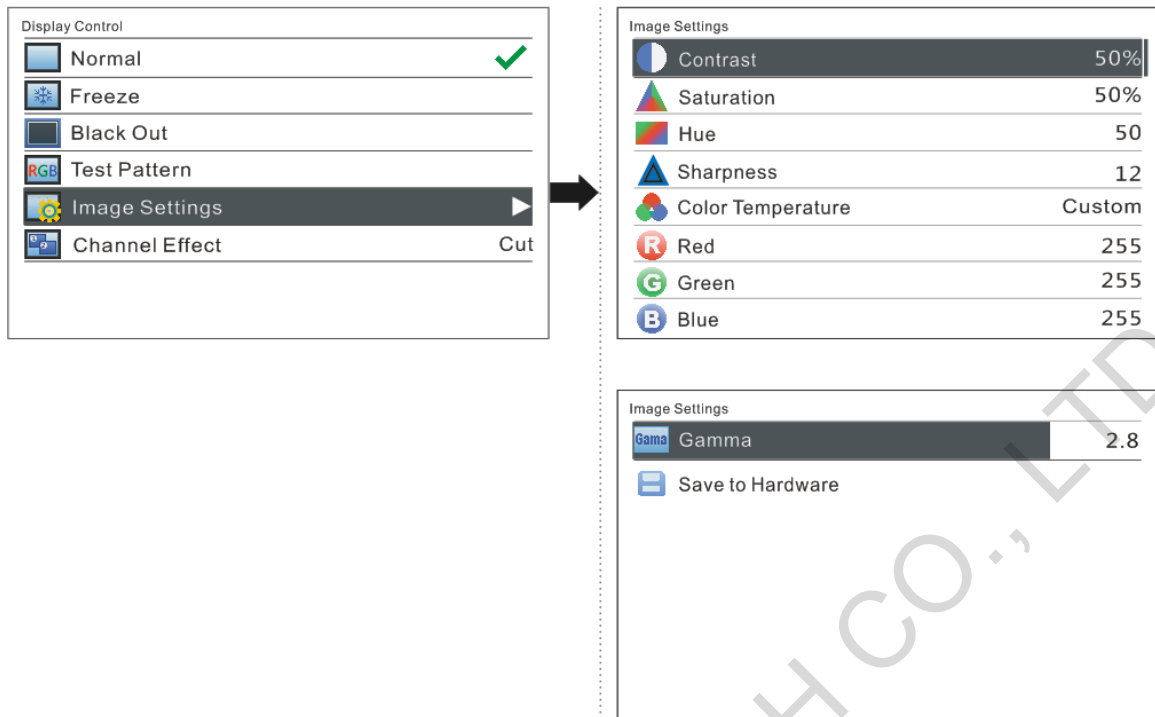 Display Control
Normal
Freeze
Black Out
RGB Test Pattern
Image Settings
Channel Effect Cut
Image Settings
Contrast 50%
Saturation 50%
Hue 50
Sharpness 12
Color Temperature Custom
R Red 255
G Green 255
B Blue 255
Image Settings
Gama Gamma 2.8
Save to Hardware
H CO., LTD